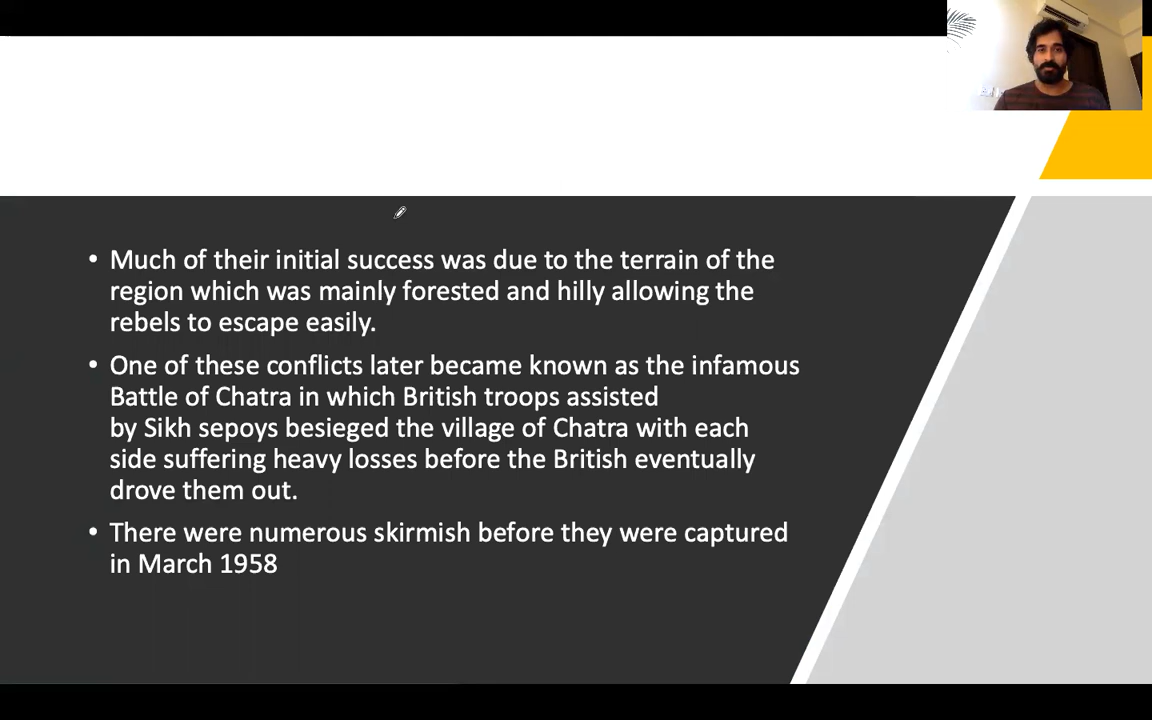 • Much of their initial success was due to the terrain of the
region which was mainly forested and hilly allowing the
rebels to escape easily.
• One of these conflicts later became known as the infamous
Battle of Chatra in which British troops assisted
by Sikh sepoys besieged the village of Chatra with each
side suffering heavy losses before the British eventually
drove them out.
• There were numerous skirmish before they were captured
in March 1958